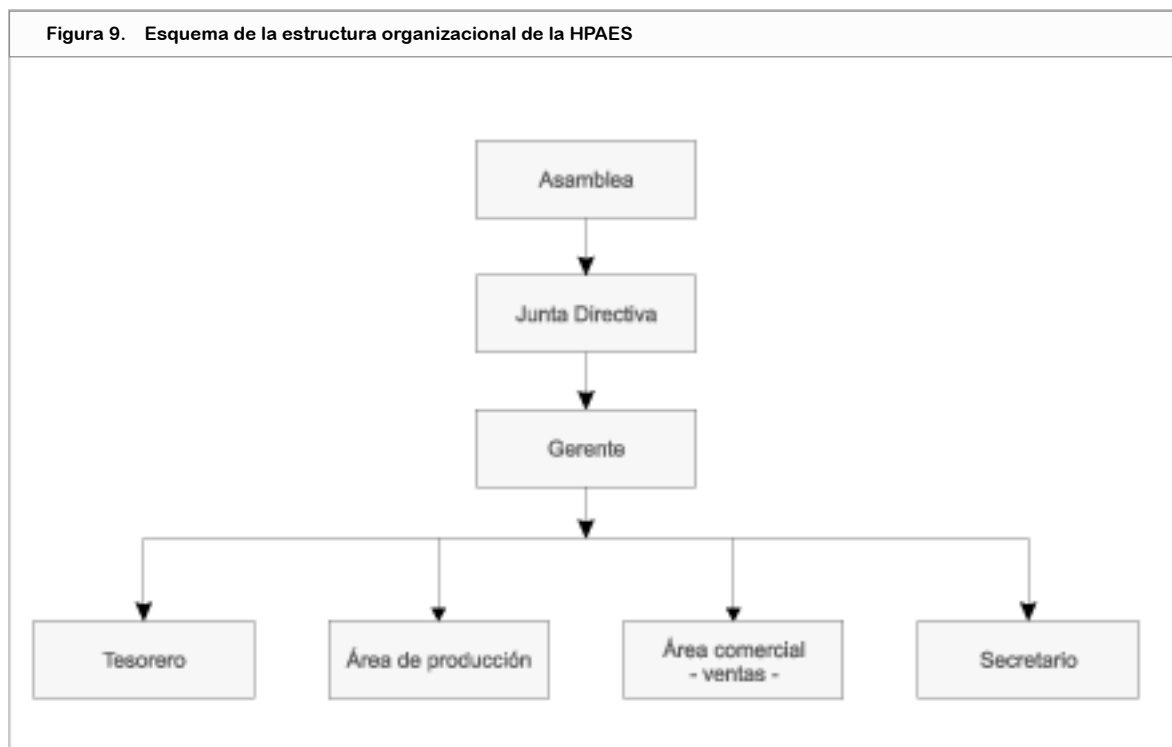 Figura 9. Esquema de la estructura organizacional de la HPAES
Asamblea
Junta Directiva
Gerente
Tesorero
Área de producción
Área comercial
- ventas -
Secretario